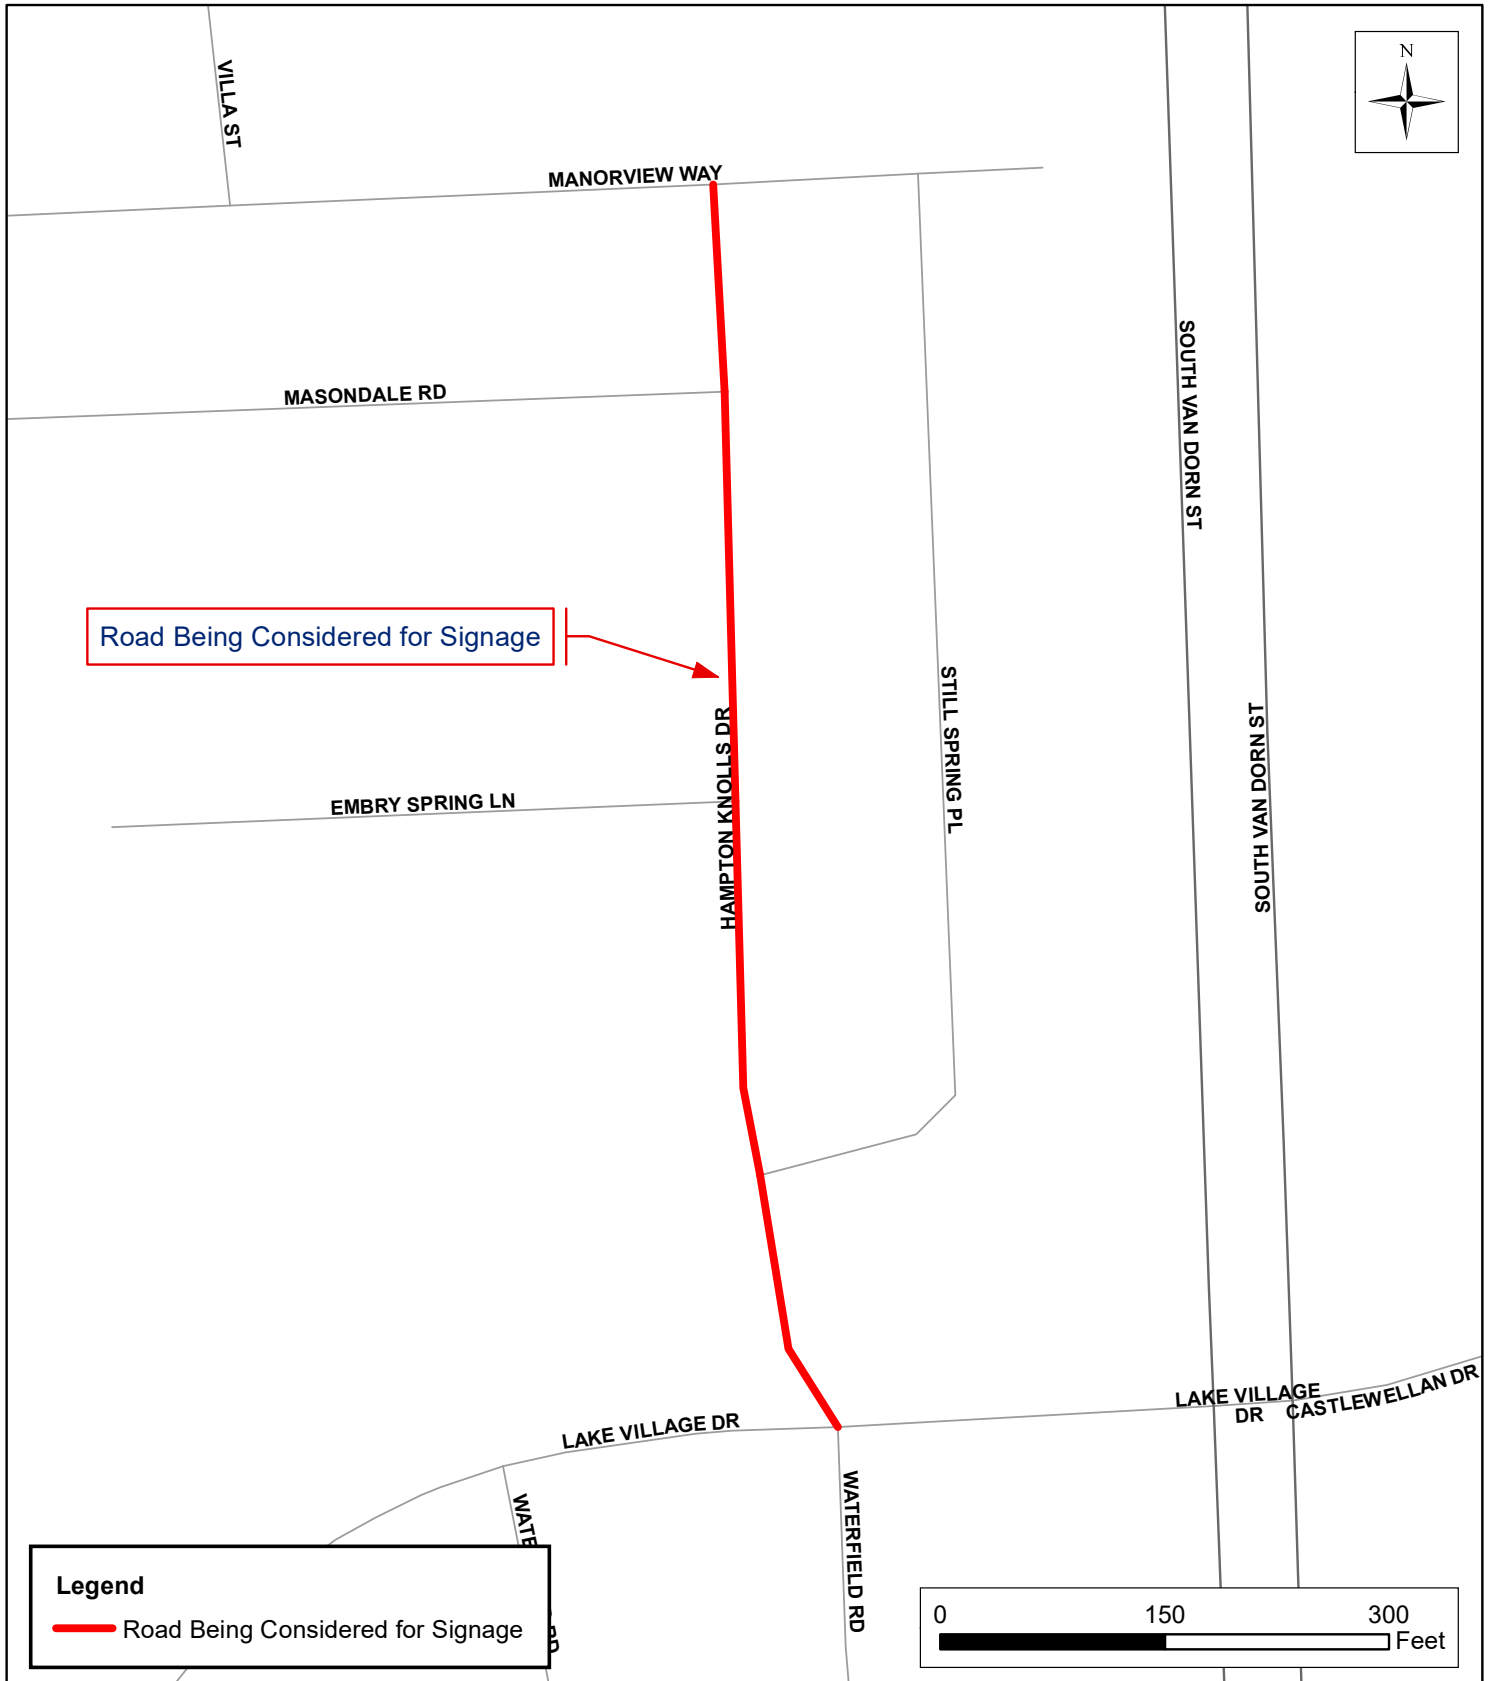 N
VILLA ST
MANORVIEW WAY
MASONDALE RD
SOUTH VAN DORN ST
Road Being Considered for Signage
STILL SPRING PL
HAMPTON KNOLLS DR
SOUTH VAN DORN ST
EMBRY SPRING LN
LAKE VILLAGE
DR
CASTLEWELLAN DR
LAKE VILLAGE DR
WATERFIELD RD
RD
Legend
Road Being Considered for Signage
0 150 300
Feet